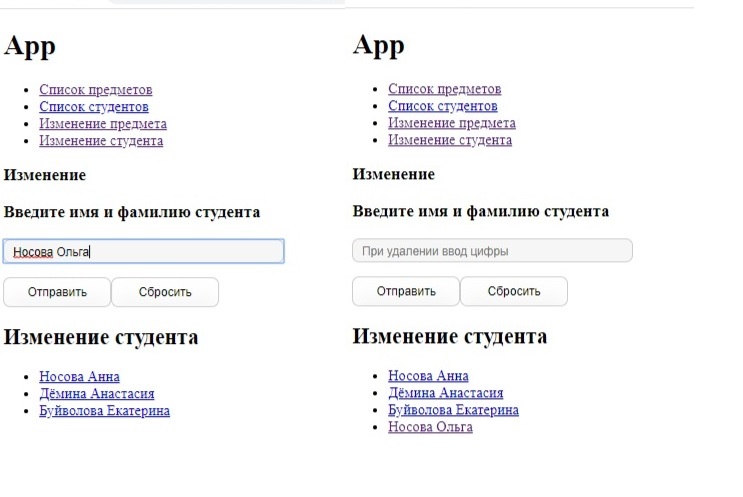 App
Список предметов
Список студентов
Изменение предмета
Изменение студента
Изменение
Введите имя и фамилию студента
Носова Ольга
Отправить Сбросить
Изменение студента
Носова Анна
Дёмина Анастасия
Буйволова Екатерина
App
Список предметов
Список студентов
Изменение предмета
Изменение студента
Изменение
Введите имя и фамилию студента
При удалении ввод цифры
Отправить Сбросить
Изменение студента
Носова Анна
Дёмина Анастасия
Буйволова Екатерина
Носова Ольга